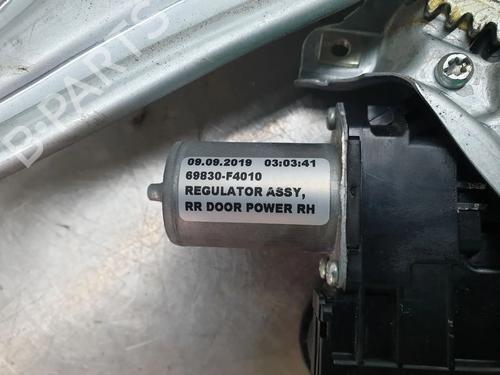 B-PARTS
09.09.2019 03:03:41
69830-F4010
REGULATOR ASSY,
RR DOOR POWER RH